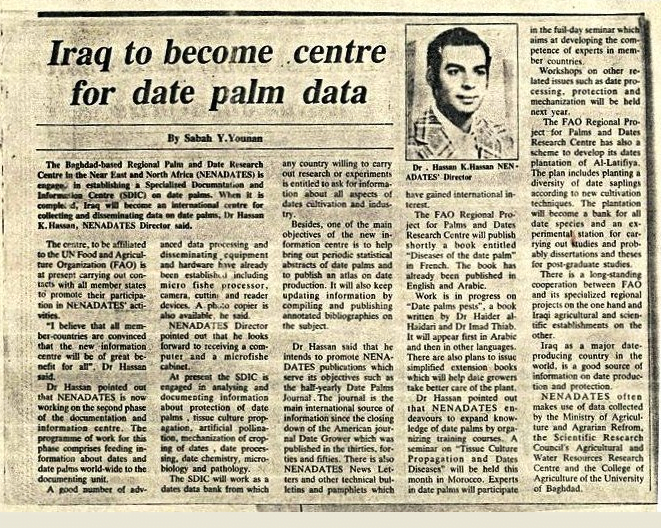 Iraq to become centre
for date palm data
By Sabah Y.Younan
The Baghdad-based Regional Palm and Date Research
Centre in the Near East and North Africa (NENADATES) is
engage in establishing a Specialized Documntation and
Information Centre (SDIC) on date palms. When it is
comple d, Iraq will become an international centre for
collecting and disseminating data on date palms, Dr Hassan
K. Hassan, NENADATES Director said.
The centre, to be affiliated
to the UN Food and Agricul-
ture Organization (FAO) is
at present carrying out con-
tacts with all member states
to promote their participa-
tion in NENADATES' acti-
vities.
"I believe that all mem-
ber-countries are convinced
that the new information
centre will be of great be-
nefit for all", Dr Hassan
said.
Dr Hassan pointed out
that NENADATES is now
working on the second phase
of the documentation and
information centre. The
programme of work for this
phase comprises feeding in-
formation about dates and
date palms world-wide to the
documenting unit.
A good number of adv-
anced data processing and
disseminating equipment
and hardware have already
been established including
micro fishe processor,
camera, cutting and reader
devices. A photo copier is
also available, he said.
NENADATES Director
pointed out that he looks
forward to receiving a com-
puter and a microfishe
cabinet.
At present the SDIC is
engaged in analysing and
documenting information
about protection of date
palms , tissue culture prop-
agation, artificial pollina-
tion, mechanization of crop-
ing of dates , date proces-
sing, date chemistry, micro-
biology and pathology.
The SDIC will work as a
dates data bank from which
any country willing to carry
out research or experiments
is entitled to ask for informa-
tion about all aspects of
dates cultivation and indus-
try.
Besides, one of the main
objectives of the new in-
formation centre is to help
bring out periodic statistical
abstracts of date palms and
to publish an atlas on date
production. It will also keep
updating information by
compiling and publishing
annotated bibliographies on
the subject.
Dr Hassan said that he
intends to promote NENA-
DATES publications which
serve its objectives such as
the half-yearly Date Palms
Journal. The journal is the
main international source of
information since the closing
down of the American jour-
nal Date Grower which was
published in the thirties, for-
ties and fifties. There is also
NENADATES News Let-
ters and other technical bul-
letins and pamphlets which
Dr . Hassan K.Hassan NEN-
ADATES' Director
have gained international in-
terest.
The FAO Regional Pro-
ject for Palms and Dates
Research Centre will publish
shortly a book entitled
"Diseases of the date palm"
in French. The book has
already been published in
English and Arabic.
Work is in progress on
"Date palms pests", a book
written by Dr Haider al-
Haidari and Dr Imad Thiab.
It will appear first in Arabic
and then in other languages.
There are also plans to issue
simplified extension books
which will help date growers
take better care of the plant.
Dr Hassan pointed out
that NENADATES en-
deavours to expand know-
ledge of date palms by orga-
nizing training courses. A
seminar on "Tissue Culture
Propagation and Dates
Diseases" will be held this
month in Morocco. Experts
in date palms will participate
in the full-day seminar which
aims at developing the com-
petence of experts in mem-
ber countries.
Workshops on other re-
lated issues such as date pro-
cessing, protection and
mechanization will be held
next year.
The FAO Regional Pro-
ject for Palms and Dates
Research Centre has also a
scheme to develop its dates
plantation of Al-Latifiya.
The plan includes planting a
diversity of date saplings
according to new cultivation
techniques. The plantation
will become a bank for all
date species and an ex-
perimental station for car-
rying out studies and prob-
ably dissertations and theses
for post-graduate studies.
There is a long-standing
cooperation between FAO
and its specialized regional
projects on the one hand and
Iraqi agricultural and scien-
tific establishments on the
other.
Iraq as a major date-
producing country in the
world, is a good source of
information on date produc-
tion and protection.
NENADATES often
makes use of data collected
by the Ministry of Agricul-
ture and Agrarian Refrom,
the Scientific Research
Council's Agricultural and
Water Resources Research
Centre and the College of
Agriculture of the University
of Baghdad.